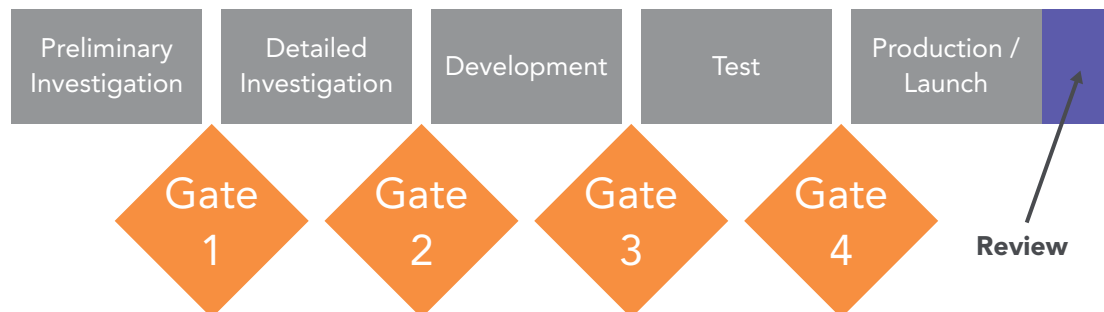 Preliminary
Investigation
Detailed
Investigation
Development
Test
Production /
Launch
Gate
1
Gate
2
Gate
3
Gate
4
Review